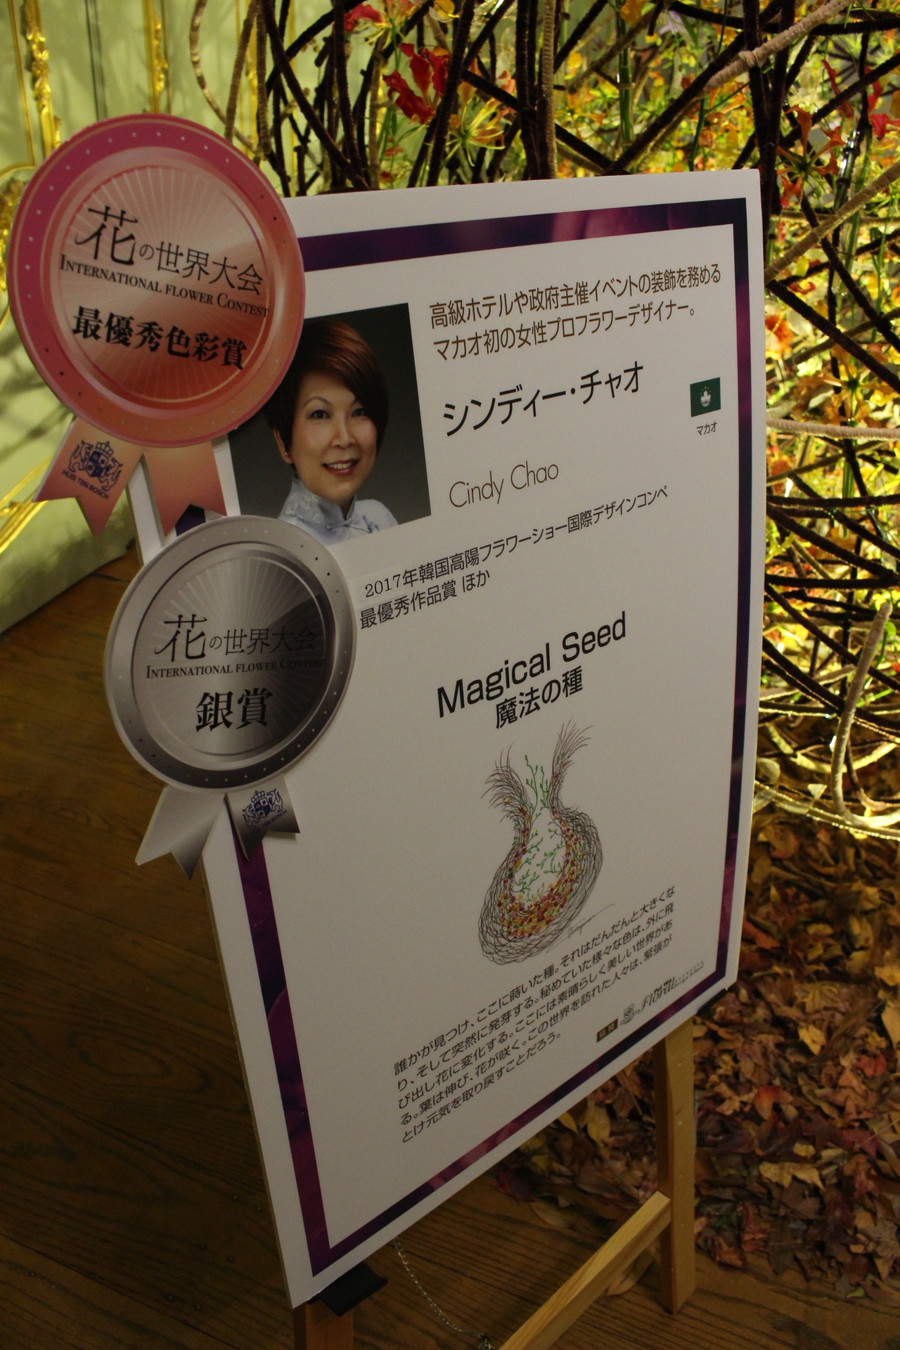 花の世界大会
INTERNATIONAL FLOWER CONTEST
最優秀色彩賞
HUIS TEN BOSCH
高級ホテルや政府主催イベントの装飾を務める
マカオ初の女性プロフラワーデザイナー。
シンディー・チャオ
マカオ
Cindy Chao
2017年韓国高陽フラワーショー国際デザインコンペ
最優秀作品賞 ほか
花の世界大会
INTERNATIONAL FLOWER CONTEST
銀賞
Magical Seed
魔法の種
誰かが見つけ、ここに蒔いた種。それはだんだんと大きくな
り、そして突然に発芽する。秘めていた様々な色は、外に飛
び出し花に変化する。ここには素晴らしく美しい世界があ
る。葉は伸び、花が咲く。この世界を訪れた人々は、緊張が
とけ元気を取り戻すことだろう。
Floral